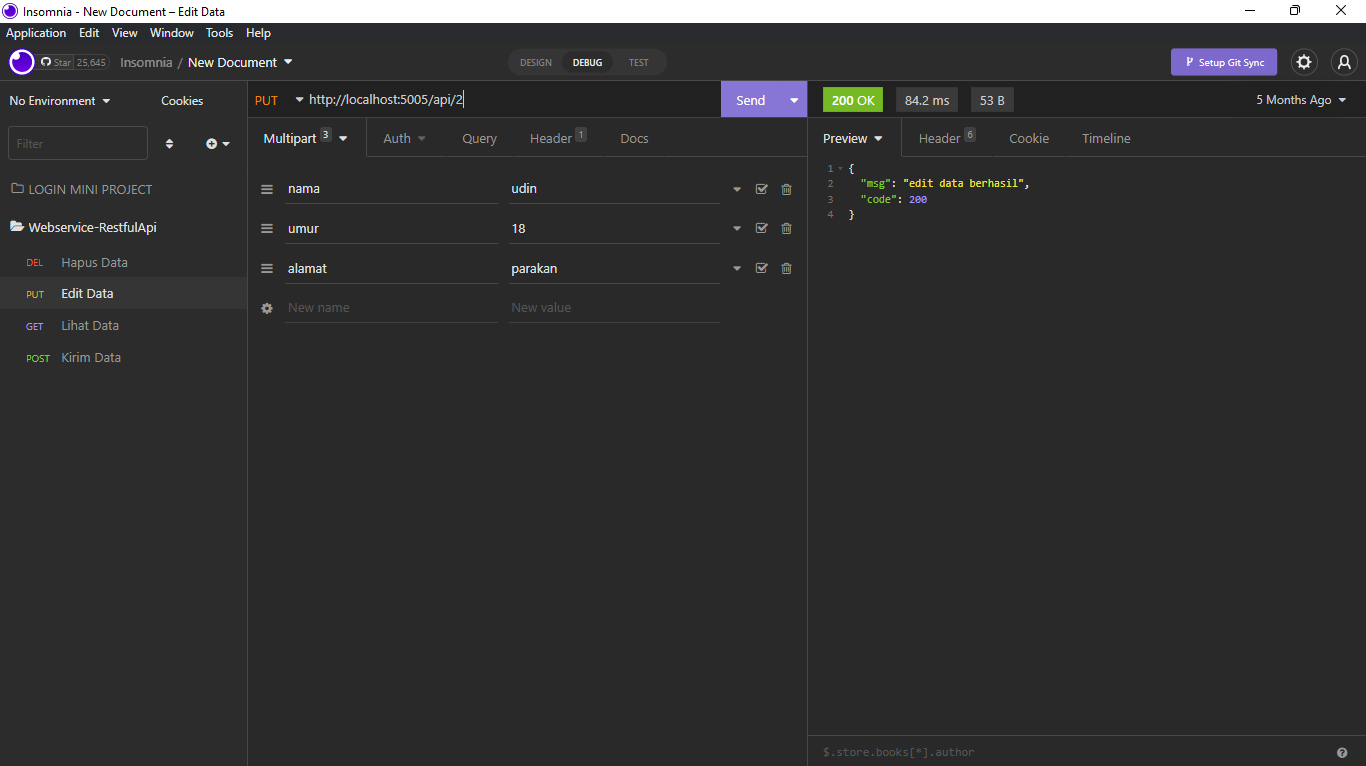 Insomnia - New Document – Edit Data
Application Edit View Window Tools Help
Star 25,645 Insomnia / New Document DESIGN DEBUG TEST Setup Git Sync
No Environment Cookies
Filter
LOGIN MINI PROJECT
Webservice-RestfulApi
DEL Hapus Data
PUT Edit Data
GET Lihat Data
POST Kirim Data
PUT http://localhost:5005/api/2 Send
Multipart 3 Auth Query Header 1 Docs
nama udin
umur 18
alamat parakan
New name New value
200 OK 84.2 ms 53 B 5 Months Ago
Preview Header 6 Cookie Timeline
1 {
2 "msg": "edit data berhasil",
3 "code": 200
4 }
$.store.books[*].author